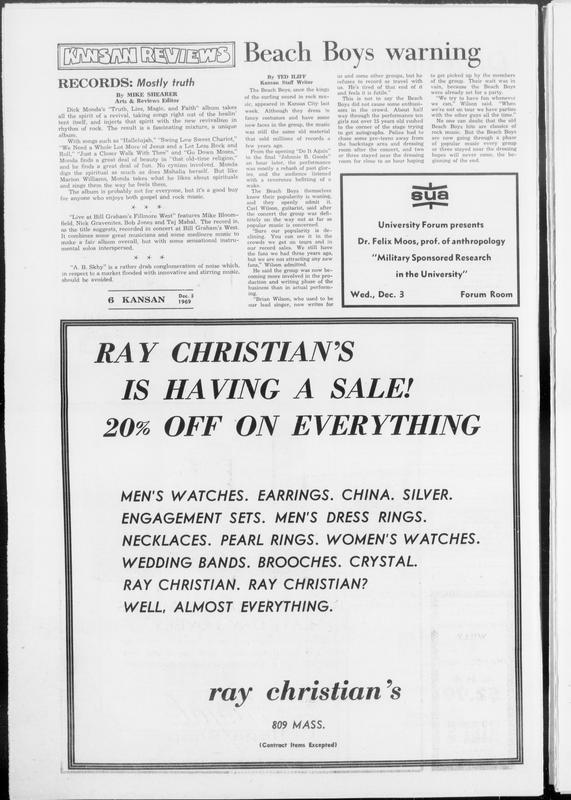 KANSAN REVIEWS
RECORDS: Mostly truth
By MIKE SHEARER
Arts & Reviews Editor
Dick Monda's "Truth, Lies, Magic, and Faith" album takes
all the spirit of a revival, taking songs right out of the healin'
tent itself, and injects that spirit with the new revivalism in
rhythm of rock. The result is a fascinating mixture, a unique
album.
With songs such as "Hallelujah," "Swing Low Sweet Chariot,"
"We Need a Whole Lot More of Jesus and a Lot Less Rock and
Roll," "Just a Closer Walk With Thee" and "Go Down Moses,"
Monda finds a great deal of beauty in "that old-time religion,"
and he finds a great deal of fun. No cynics involved. Monda
digs the spiritual as much as does Mahalia herself. But like
Marion Williams, Monda takes what he likes about spirituals
and sings them the way he feels them.
The album is probably not for everyone, but it's a good buy
for anyone who enjoys both gospel and rock music.
* * *
"Live at Bill Graham's Fillmore West" features Mike Bloom-
field, Nick Gravenites, Bob Jones and Taj Mahal. The record is,
as the title suggests, recorded in concert at Bill Graham's West.
It combines some great musicians and some mediocre music to
make a fair album overall, but with some sensational instru-
mental solos interspersed.
* * *
"A. B. Skhy" is a rather drab conglomeration of noise which,
in respect to a market flooded with innovative and stirring music,
should be avoided.
6 KANSAN Dec. 3
1969
Beach Boys warning
By TED ILIFF
Kansan Staff Writer
The Beach Boys, once the kings
of the surfing sound in rock mu-
sic, appeared in Kansas City last
week. Although they dress in
fancy costumes and have some
new faces in the group, the music
was still the same old material
that sold millions of records a
few years ago.
From the opening "Do It Again"
to the final "Johnnie B. Goode"
an hour later, the performance
was mostly a rehash of past glor-
ies, and the audience listened
with a reverence befitting of a
wake.
The Beach Boys themselves
know their popularity is waning,
and they openly admit it.
Carl Wilson, guitarist, said after
the concert the group was defi-
nitely on the way out as far as
popular music is concerned.
"Sure our popularity is de-
clining. You can see it in the
crowds we get on tours and in
our record sales. We still have
the fans we had three years ago,
but we are not attracting any new
fans," Wilson admitted.
He said the group was now be-
coming more involved in the pro-
duction and writing phase of the
business than in actual perform-
ing.
"Brian Wilson, who used to be
our lead singer, now writes for
us and some other groups, but he
refuses to record or travel with
us. He's tired of that end of it
and feels it is futile."
This is not to say the Beach
Boys did not cause some enthusi-
asm in the crowd. About half
way through the performance ten
girls not over 15 years old rushed
to the corner of the stage trying
to get autographs. Police had to
chase some pre-teens away from
the backstage area and dressing
room after the concert, and two
or three stayed near the dressing
room for close to an hour hoping
to get picked up by the members
of the group. Their wait was in
vain, because the Beach Boys
were already set for a party.
"We try to have fun whenever
we can," Wilson said. "When
we're not on tour we have parties
with the other guys all the time."
No one can doubt that the old
Beach Boys hits are classics of
rock music. But the Beach Boys
are now going through a phase
of popular music every group
or three stayed near the dressing
hopes will never come, the be-
ginning of the end.
sua
University Forum presents
Dr. Felix Moos, prof. of anthropology
"Military Sponsored Research
in the University"
Wed., Dec. 3 Forum Room
RAY CHRISTIAN'S
IS HAVING A SALE!
20% OFF ON EVERYTHING
MEN'S WATCHES. EARRINGS. CHINA. SILVER.
ENGAGEMENT SETS. MEN'S DRESS RINGS.
NECKLACES. PEARL RINGS. WOMEN'S WATCHES.
WEDDING BANDS. BROOCHES. CRYSTAL.
RAY CHRISTIAN. RAY CHRISTIAN?
WELL, ALMOST EVERYTHING.
ray christian's
809 MASS.
(Contract Items Excepted)